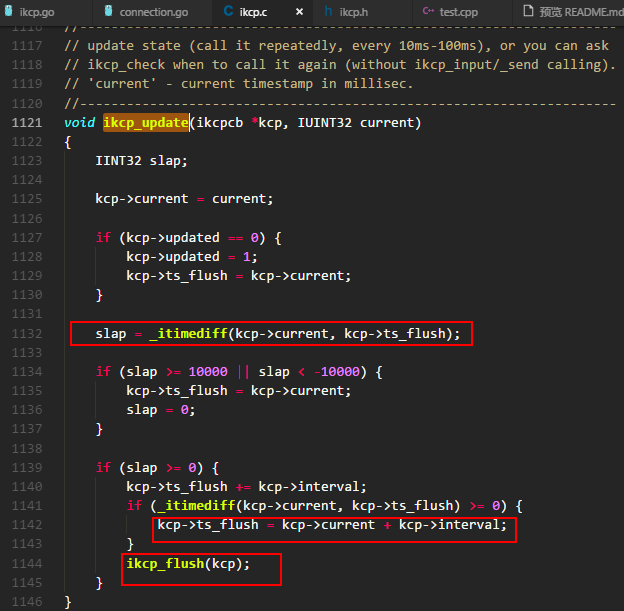 ikcp.go connection.go ikcp.c × ikcp.h test.cpp 预览 README.md
1116 //---------------------------------------------------------------------
1117 // update state (call it repeatedly, every 10ms-100ms), or you can ask
1118 // ikcp_check when to call it again (without ikcp_input/_send calling).
1119 // 'current' - current timestamp in millisec.
1120 //---------------------------------------------------------------------
1121 void ikcp_update(ikcpcb *kcp, IUINT32 current)
1122 {
1123     IINT32 slap;
1124
1125     kcp->current = current;
1126
1127     if (kcp->updated == 0) {
1128         kcp->updated = 1;
1129         kcp->ts_flush = kcp->current;
1130     }
1131
1132     slap = _itimediff(kcp->current, kcp->ts_flush);
1133
1134     if (slap >= 10000 || slap < -10000) {
1135         kcp->ts_flush = kcp->current;
1136         slap = 0;
1137     }
1138
1139     if (slap >= 0) {
1140         kcp->ts_flush += kcp->interval;
1141         if (_itimediff(kcp->current, kcp->ts_flush) >= 0) {
1142             kcp->ts_flush = kcp->current + kcp->interval;
1143         }
1144         ikcp_flush(kcp);
1145     }
1146 }